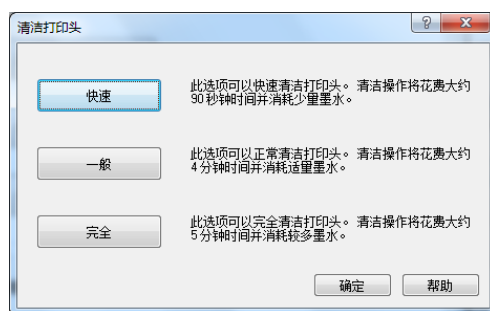 清洁打印头
快速
此选项可以快速清洁打印头。清洁操作将花费大约
90秒钟时间并消耗少量墨水。
一般
此选项可以正常清洁打印头。清洁操作将花费大约
4分钟时间并消耗适量墨水。
完全
此选项可以完全清洁打印头。清洁操作将花费大约
5分钟时间并消耗较多墨水。
确定
帮助